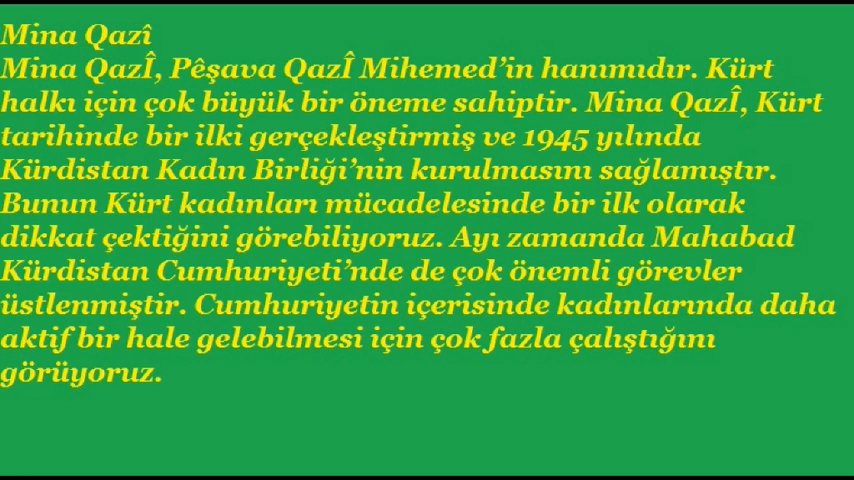 Mina Qazî
Mina QazÎ, Pêşava QazÎ Mihemed’in hanımıdır. Kürt
halkı için çok büyük bir öneme sahiptir. Mina QazÎ, Kürt
tarihinde bir ilki gerçekleştirmiş ve 1945 yılında
Kürdistan Kadın Birliği’nin kurulmasını sağlamıştır.
Bunun Kürt kadınları mücadelesinde bir ilk olarak
dikkat çektiğini görebiliyoruz. Ayı zamanda Mahabad
Kürdistan Cumhuriyeti’nde de çok önemli görevler
üstlenmiştir. Cumhuriyetin içerisinde kadınlarında daha
aktif bir hale gelebilmesi için çok fazla çalıştığını
görüyoruz.